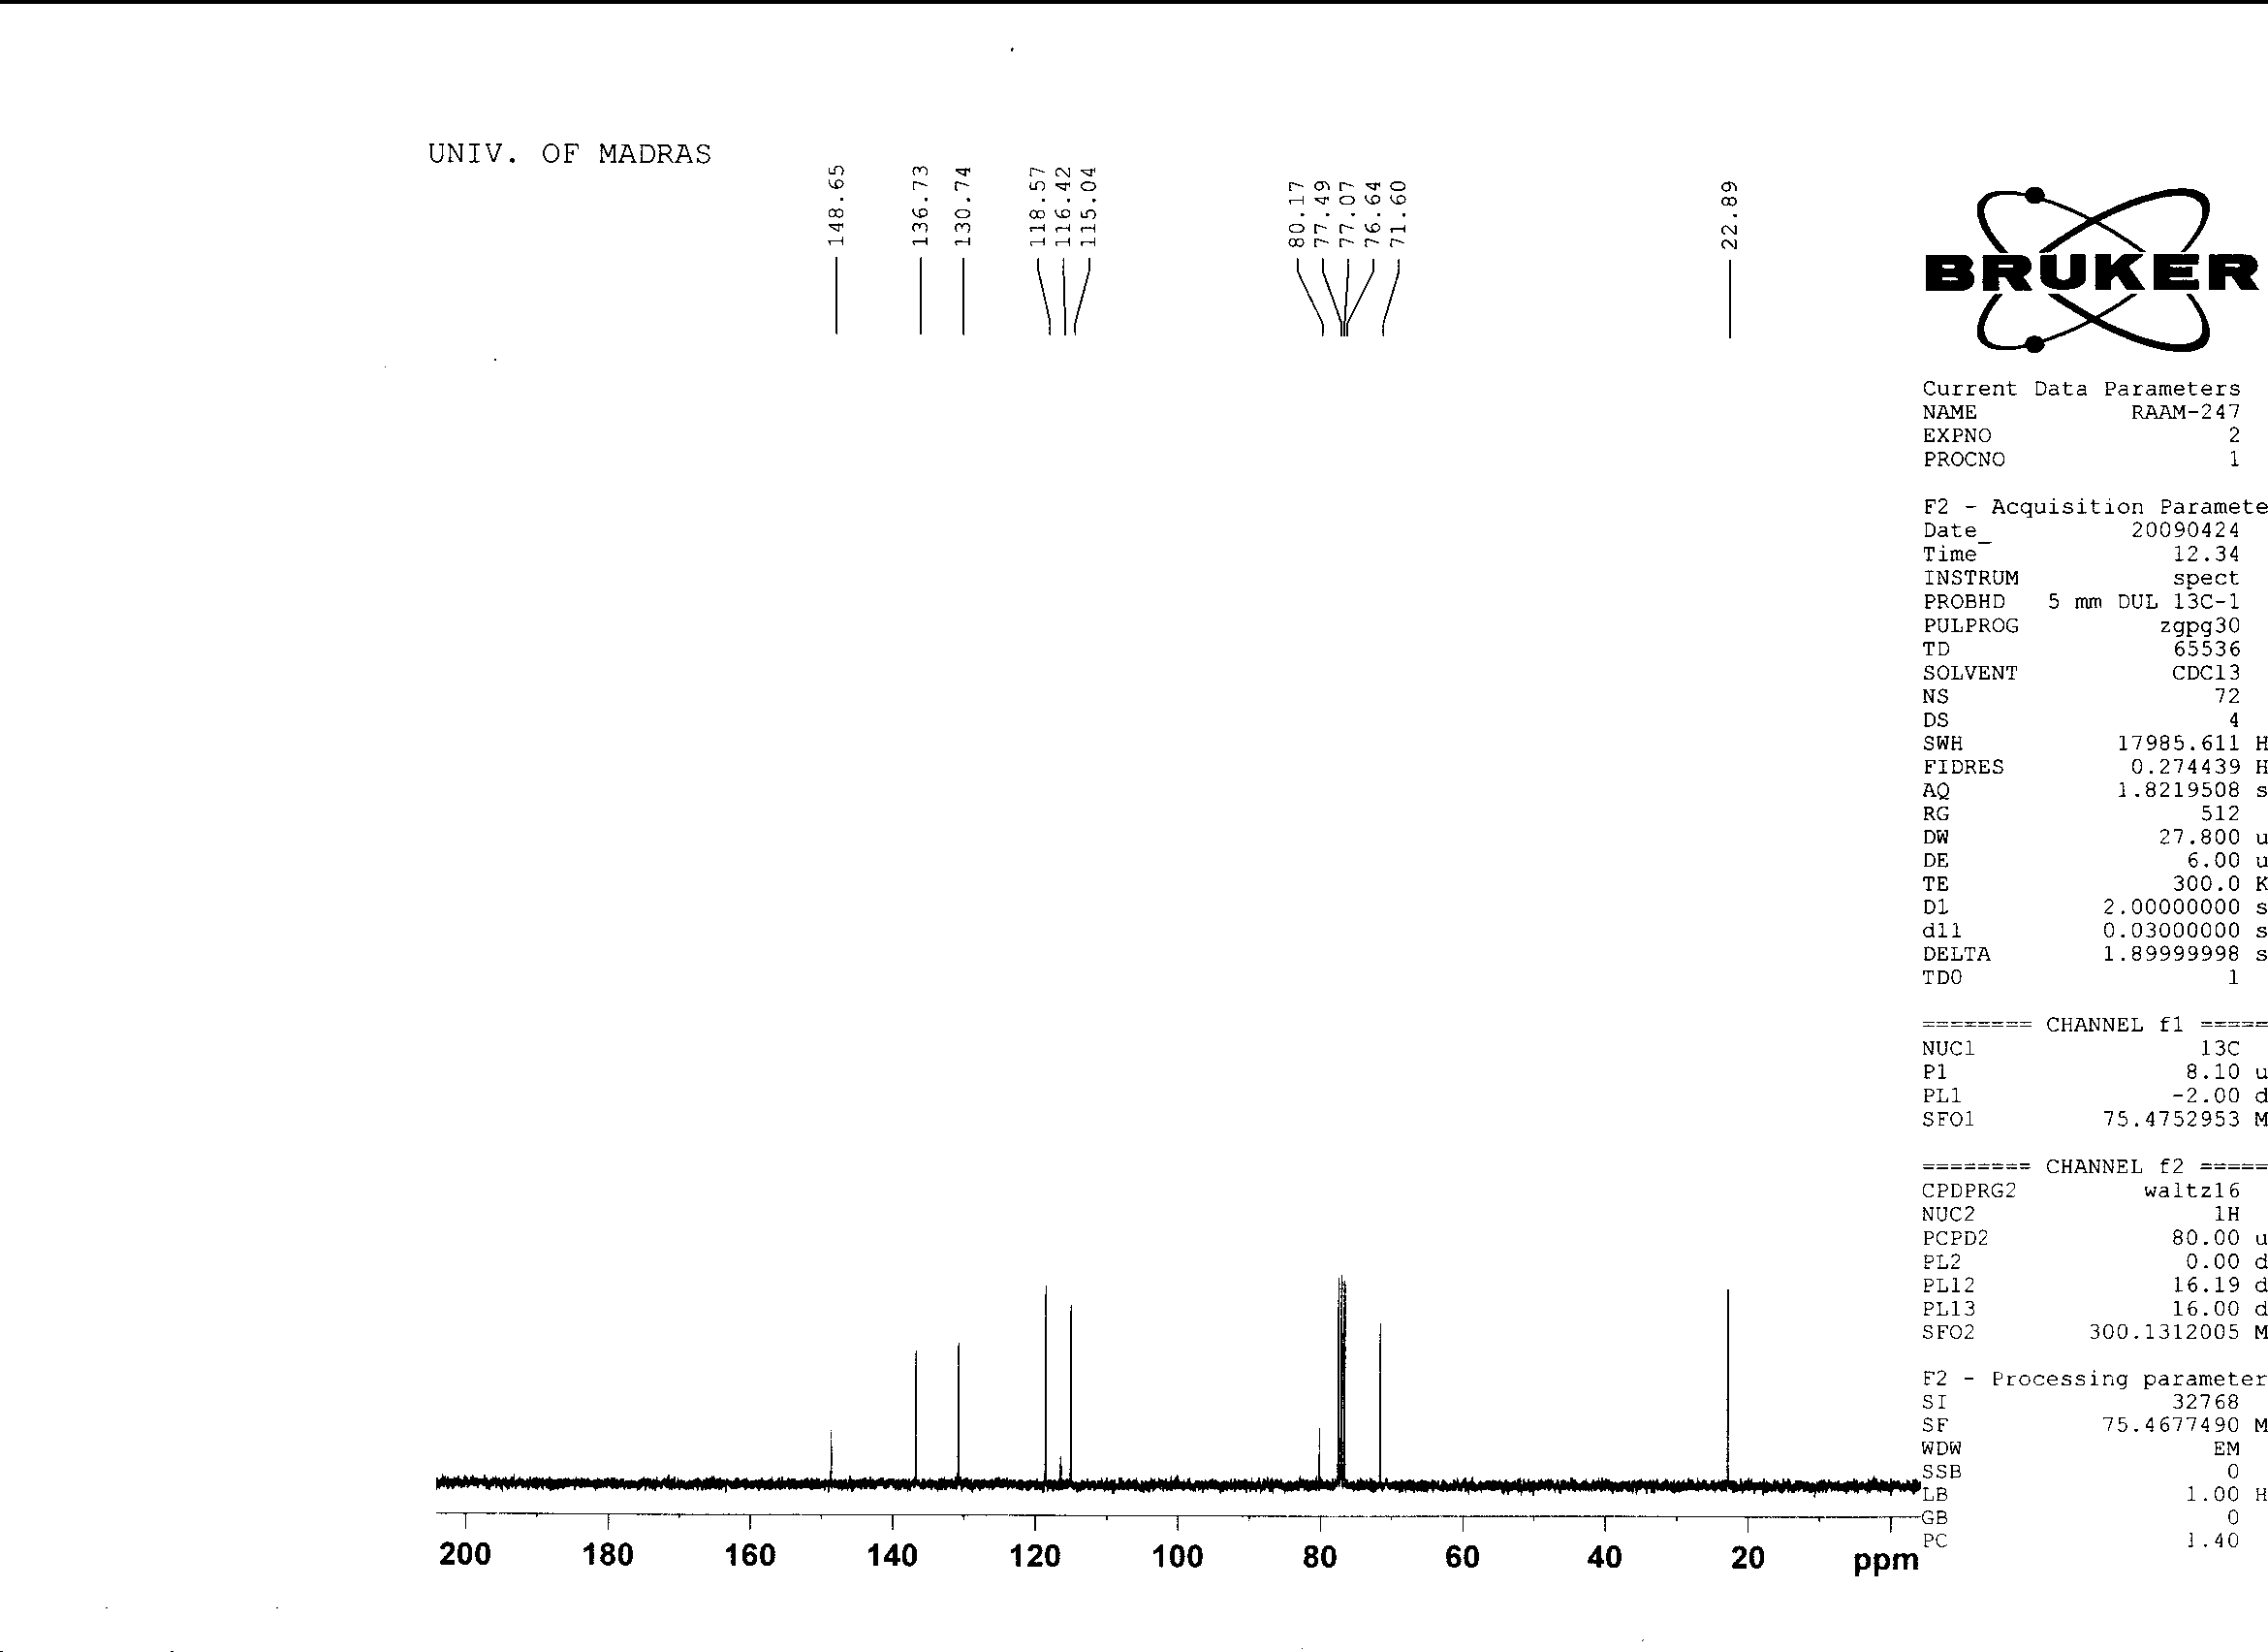 UNIV. OF MADRAS
148.65
136.73
130.74
118.57
116.42
115.04
80.17
77.49
77.07
76.64
71.60
22.89
BRUKER
Current Data Parameters
NAME RAAM-247
EXPNO 2
PROCNO 1
F2 - Acquisition Paramete
Date_ 20090424
Time 12.34
INSTRUM spect
PROBHD 5 mm DUL 13C-1
PULPROG zgpg30
TD 65536
SOLVENT CDCl3
NS 72
DS 4
SWH 17985.611 H
FIDRES 0.274439 H
AQ 1.8219508 s
RG 512
DW 27.800 u
DE 6.00 u
TE 300.0 K
D1 2.00000000 s
d11 0.03000000 s
DELTA 1.89999998 s
TD0 1
======== CHANNEL f1 =====
NUC1 13C
P1 8.10 u
PL1 -2.00 d
SFO1 75.4752953 M
======== CHANNEL f2 =====
CPDPRG2 waltz16
NUC2 1H
PCPD2 80.00 u
PL2 0.00 d
PL12 16.19 d
PL13 16.00 d
SFO2 300.1312005 M
F2 - Processing parameter
SI 32768
SF 75.4677490 M
WDW EM
SSB 0
LB 1.00 H
GB 0
PC 1.40
200 180 160 140 120 100 80 60 40 20 ppm